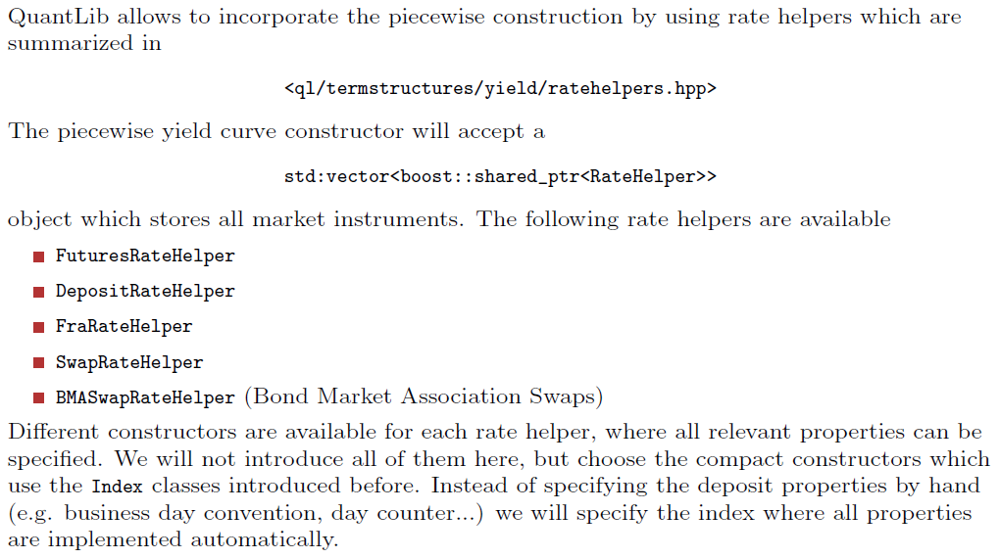 QuantLib allows to incorporate the piecewise construction by using rate helpers which are
summarized in
<ql/termstructures/yield/ratehelpers.hpp>
The piecewise yield curve constructor will accept a
std:vector<boost::shared_ptr<RateHelper>>
object which stores all market instruments. The following rate helpers are available
FuturesRateHelper
DepositRateHelper
FraRateHelper
SwapRateHelper
BMASwapRateHelper (Bond Market Association Swaps)
Different constructors are available for each rate helper, where all relevant properties can be
specified. We will not introduce all of them here, but choose the compact constructors which
use the Index classes introduced before. Instead of specifying the deposit properties by hand
(e.g. business day convention, day counter...) we will specify the index where all properties
are implemented automatically.